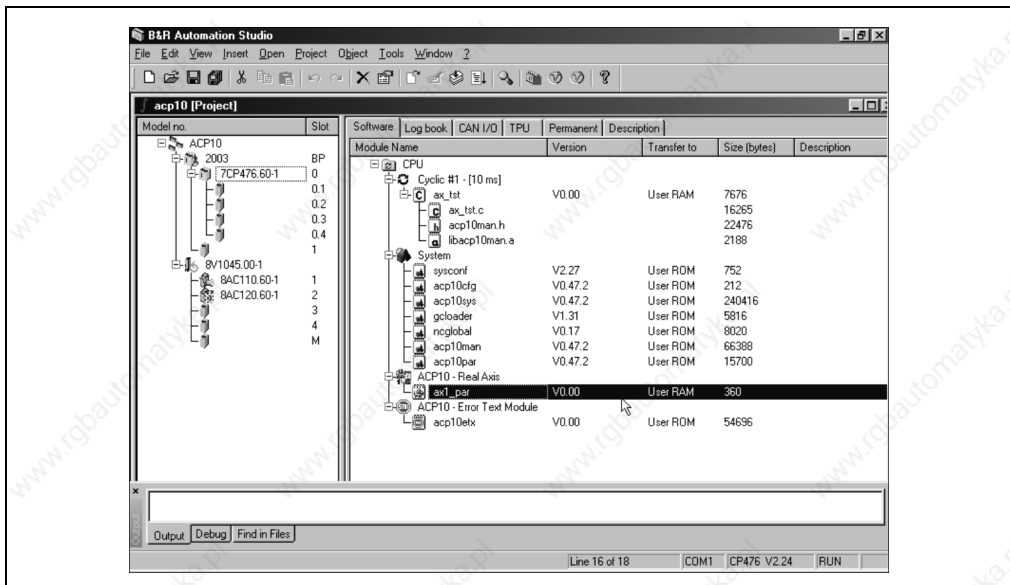 B&R Automation Studio
File Edit View Insert Open Project Object Tools Window ?
acp10 [Project]
Model no. Slot
ACP10
2003 BP
7CP476.60-1 0
0.1
0.2
0.3
0.4
1
8V1045.00-1
8AC110.60-1 1
8AC120.60-1 2
3
4
M
Software Log book CAN I/O TPU Permanent Description
Module Name Version Transfer to Size (bytes) Description
CPU
Cyclic #1 - [10 ms]
ax_tst V0.00 User RAM 7676
ax_tst.c 16265
acp10man.h 22476
libacp10man.a 2188
System
sysconf V2.27 User ROM 752
acp10cfg V0.47.2 User ROM 212
acp10sys V0.47.2 User ROM 240416
gcloader V1.31 User ROM 5816
ncglobal V0.17 User ROM 8020
acp10man V0.47.2 User ROM 66388
acp10par V0.47.2 User ROM 15700
ACP10 - Real Axis
ax1_par V0.00 User RAM 360
ACP10 - Error Text Module
acp10etx V0.00 User ROM 54696
Output
Output Debug Find in Files
Line 16 of 18 COM1 CP476 V2.24 RUN
www.rgbautomatyka.pl